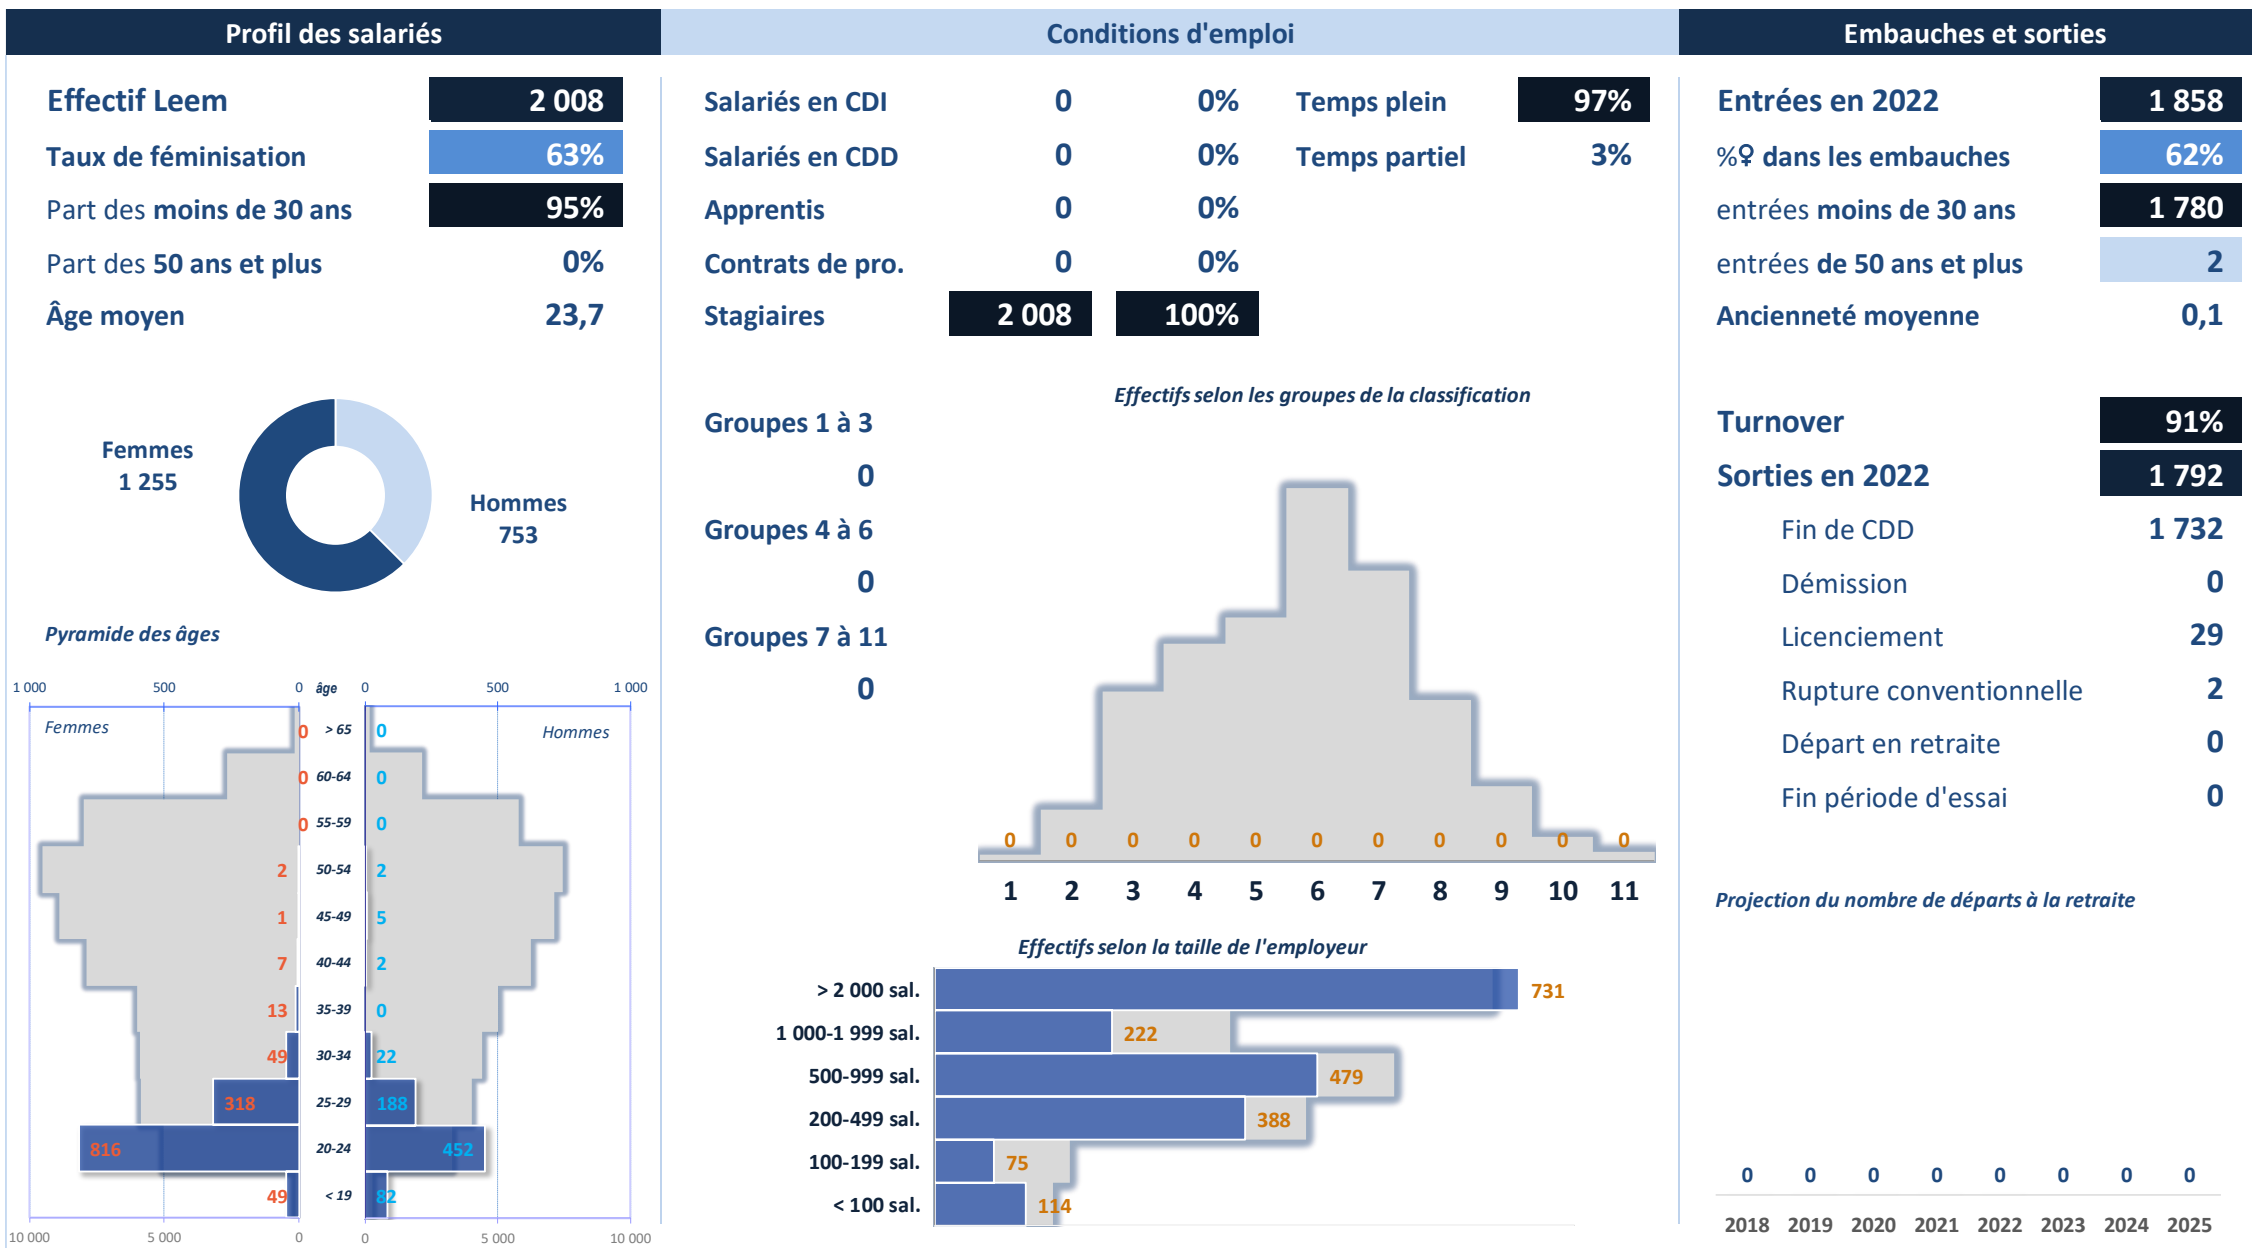 Profil des salariés
Effectif Leem 2 008
Taux de féminisation 63%
Part des moins de 30 ans 95%
Part des 50 ans et plus 0%
Âge moyen 23,7
Femmes
1 255
Hommes
753
Pyramide des âges
1 000 500 0 âge 0 500 1 000
Femmes Hommes
0 > 65 0
0 60-64 0
0 55-59 0
2 50-54 2
1 45-49 5
7 40-44 2
13 35-39 0
49 30-34 22
318 25-29 188
816 20-24 452
49 < 19 82
10 000 5 000 0 0 5 000 10 000
Conditions d'emploi
Salariés en CDI 0 0% Temps plein 97%
Salariés en CDD 0 0% Temps partiel 3%
Apprentis 0 0%
Contrats de pro. 0 0%
Stagiaires 2 008 100%
Effectifs selon les groupes de la classification
Groupes 1 à 3
0
Groupes 4 à 6
0
Groupes 7 à 11
0
0 0 0 0 0 0 0 0 0 0 0
1 2 3 4 5 6 7 8 9 10 11
Effectifs selon la taille de l'employeur
> 2 000 sal. 731
1 000-1 999 sal. 222
500-999 sal. 479
200-499 sal. 388
100-199 sal. 75
< 100 sal. 114
Embauches et sorties
Entrées en 2022 1 858
%♀ dans les embauches 62%
entrées moins de 30 ans 1 780
entrées de 50 ans et plus 2
Ancienneté moyenne 0,1
Turnover 91%
Sorties en 2022 1 792
Fin de CDD 1 732
Démission 0
Licenciement 29
Rupture conventionnelle 2
Départ en retraite 0
Fin période d'essai 0
Projection du nombre de départs à la retraite
0 0 0 0 0 0 0 0
2018 2019 2020 2021 2022 2023 2024 2025